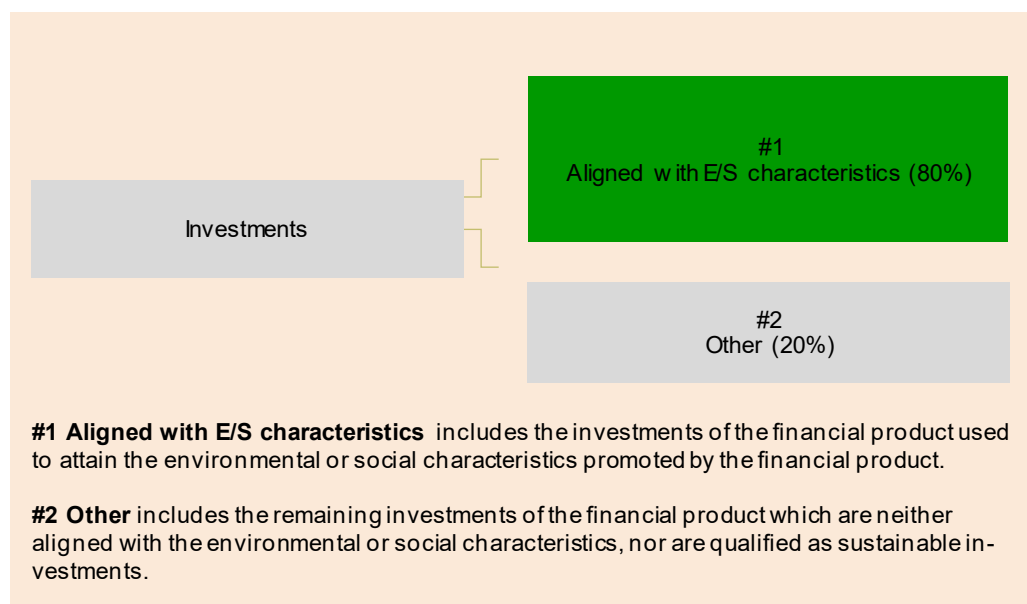 #1
Aligned with E/S characteristics (80%)
Investments
#2
Other (20%)
#1 Aligned with E/S characteristics includes the investments of the financial product used
to attain the environmental or social characteristics promoted by the financial product.
#2 Other includes the remaining investments of the financial product which are neither
aligned with the environmental or social characteristics, nor are qualified as sustainable in-
vestments.